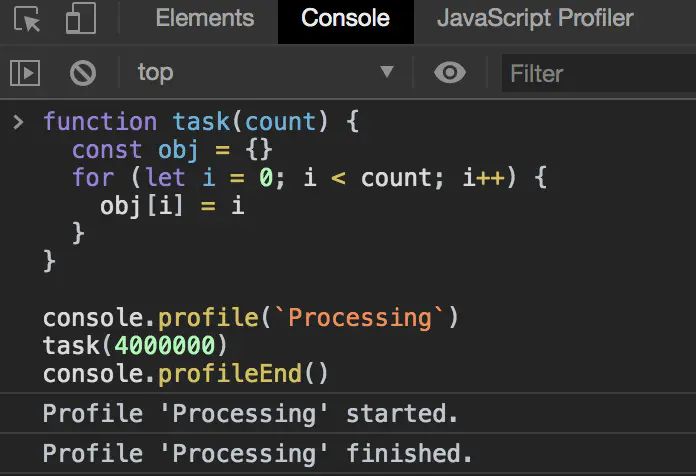 Elements Console JavaScript Profiler
top Filter
> function task(count) {
  const obj = {}
  for (let i = 0; i < count; i++) {
    obj[i] = i
  }
}

console.profile(`Processing`)
task(4000000)
console.profileEnd()
Profile 'Processing' started.
Profile 'Processing' finished.